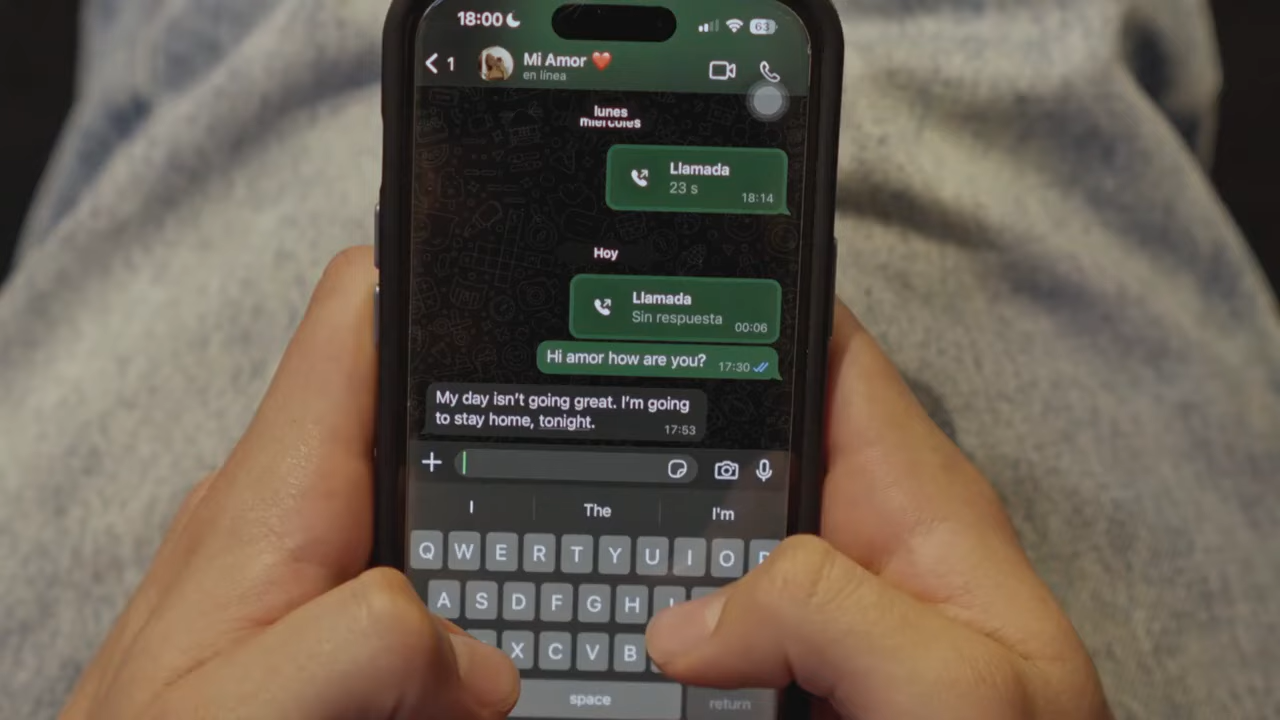 18:00
63
1
Mi Amor ❤️
en línea
lunes
miércoles
Llamada
23 s
18:14
Hoy
Llamada
Sin respuesta
00:06
Hi amor how are you?
17:30
My day isn’t going great. I’m going
to stay home, tonight.
17:53
I The I'm
Q W E R T Y U I O P
A S D F G H
X C V B
space
return